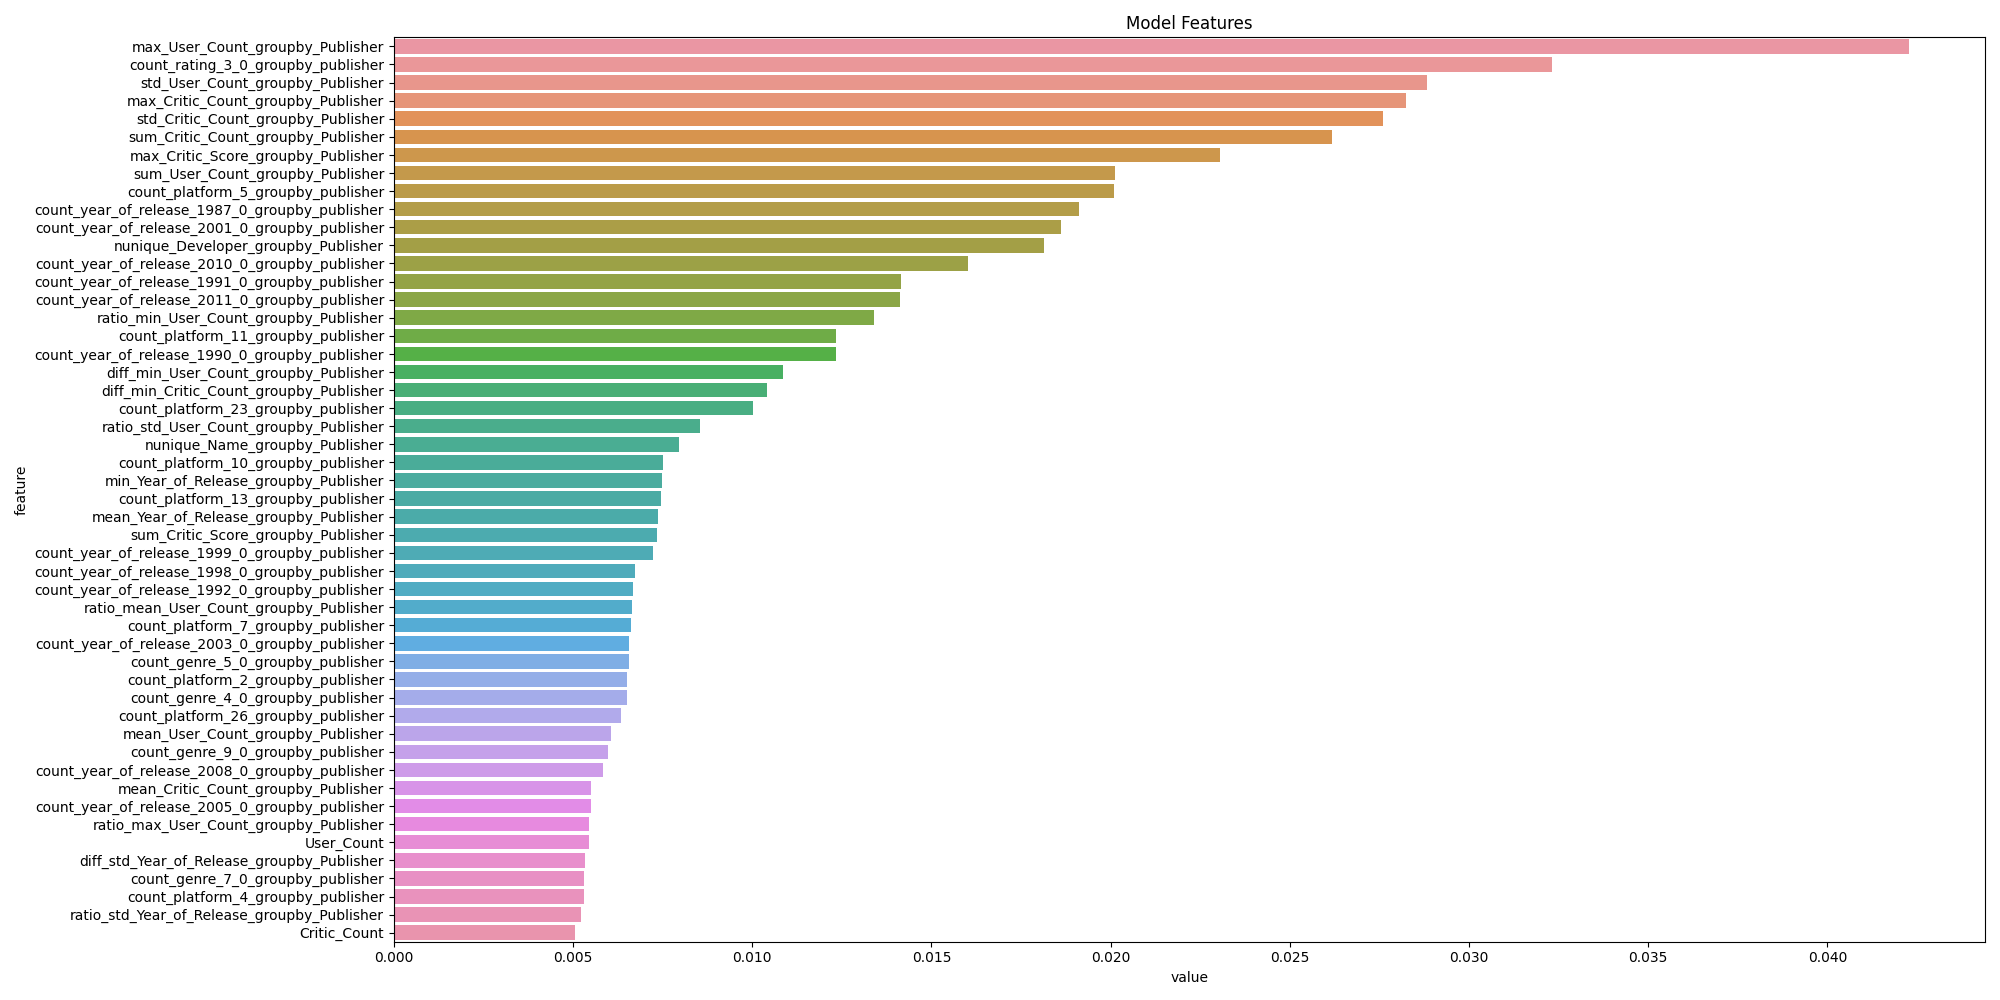 Model Features
max_User_Count_groupby_Publisher
count_rating_3_0_groupby_publisher
std_User_Count_groupby_Publisher
max_Critic_Count_groupby_Publisher
std_Critic_Count_groupby_Publisher
sum_Critic_Count_groupby_Publisher
max_Critic_Score_groupby_Publisher
sum_User_Count_groupby_Publisher
count_platform_5_groupby_publisher
count_year_of_release_1987_0_groupby_publisher
count_year_of_release_2001_0_groupby_publisher
nunique_Developer_groupby_Publisher
count_year_of_release_2010_0_groupby_publisher
count_year_of_release_1991_0_groupby_publisher
count_year_of_release_2011_0_groupby_publisher
ratio_min_User_Count_groupby_Publisher
count_platform_11_groupby_publisher
count_year_of_release_1990_0_groupby_publisher
diff_min_User_Count_groupby_Publisher
diff_min_Critic_Count_groupby_Publisher
count_platform_23_groupby_publisher
ratio_std_User_Count_groupby_Publisher
nunique_Name_groupby_Publisher
count_platform_10_groupby_publisher
min_Year_of_Release_groupby_Publisher
count_platform_13_groupby_publisher
mean_Year_of_Release_groupby_Publisher
sum_Critic_Score_groupby_Publisher
count_year_of_release_1999_0_groupby_publisher
count_year_of_release_1998_0_groupby_publisher
count_year_of_release_1992_0_groupby_publisher
ratio_mean_User_Count_groupby_Publisher
count_platform_7_groupby_publisher
count_year_of_release_2003_0_groupby_publisher
count_genre_5_0_groupby_publisher
count_platform_2_groupby_publisher
count_genre_4_0_groupby_publisher
count_platform_26_groupby_publisher
mean_User_Count_groupby_Publisher
count_genre_9_0_groupby_publisher
count_year_of_release_2008_0_groupby_publisher
mean_Critic_Count_groupby_Publisher
count_year_of_release_2005_0_groupby_publisher
ratio_max_User_Count_groupby_Publisher
User_Count
diff_std_Year_of_Release_groupby_Publisher
count_genre_7_0_groupby_publisher
count_platform_4_groupby_publisher
ratio_std_Year_of_Release_groupby_Publisher
Critic_Count
feature
0.000 0.005 0.010 0.015 0.020 0.025 0.030 0.035 0.040
value